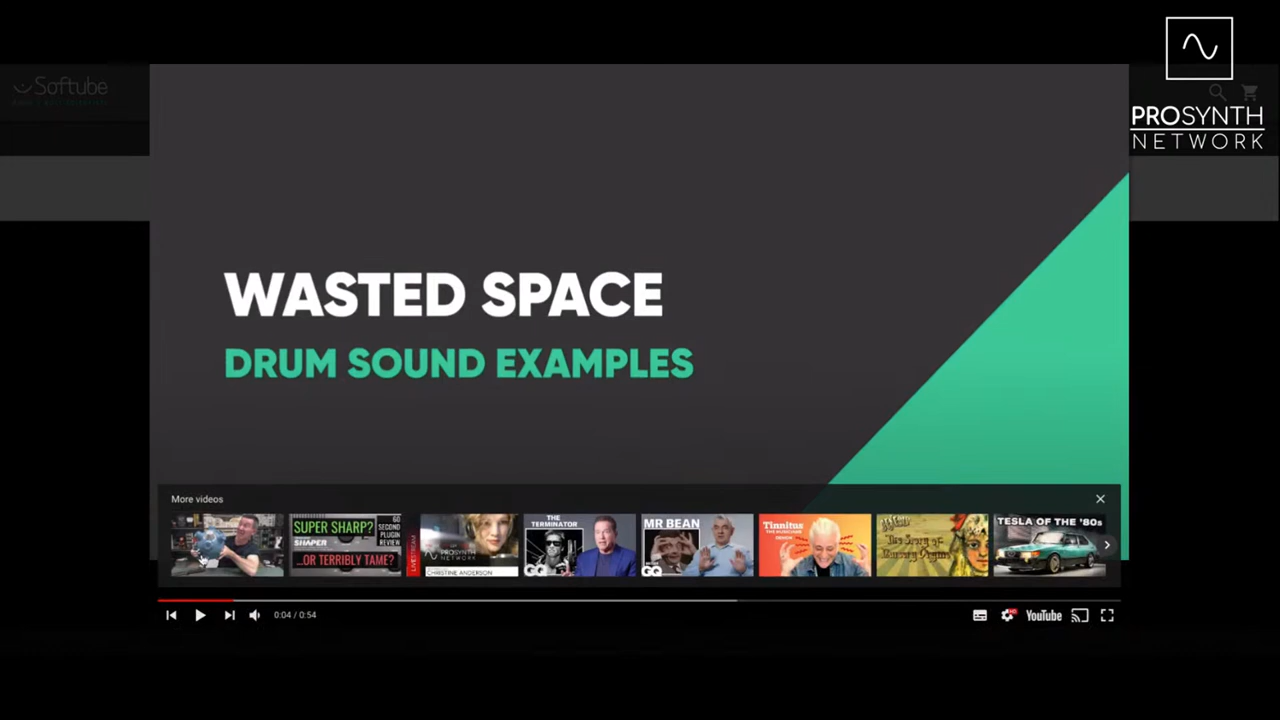 Softube
PROSYNTH
NETWORK
WASTED SPACE
DRUM SOUND EXAMPLES
More videos
SUPER SHARP?
60
SECOND
PLUGIN
REVIEW
SHAPER
..OR TERRIBLY TAME?
LIVESTREAM
PROSYNTH
NETWORK
CHRISTINE ANDERSON
THE
TERMINATOR
GQ
MR BEAN
GQ
Tinnitus
TESLA OF THE '80s
0:04 / 0:54
HD
YouTube